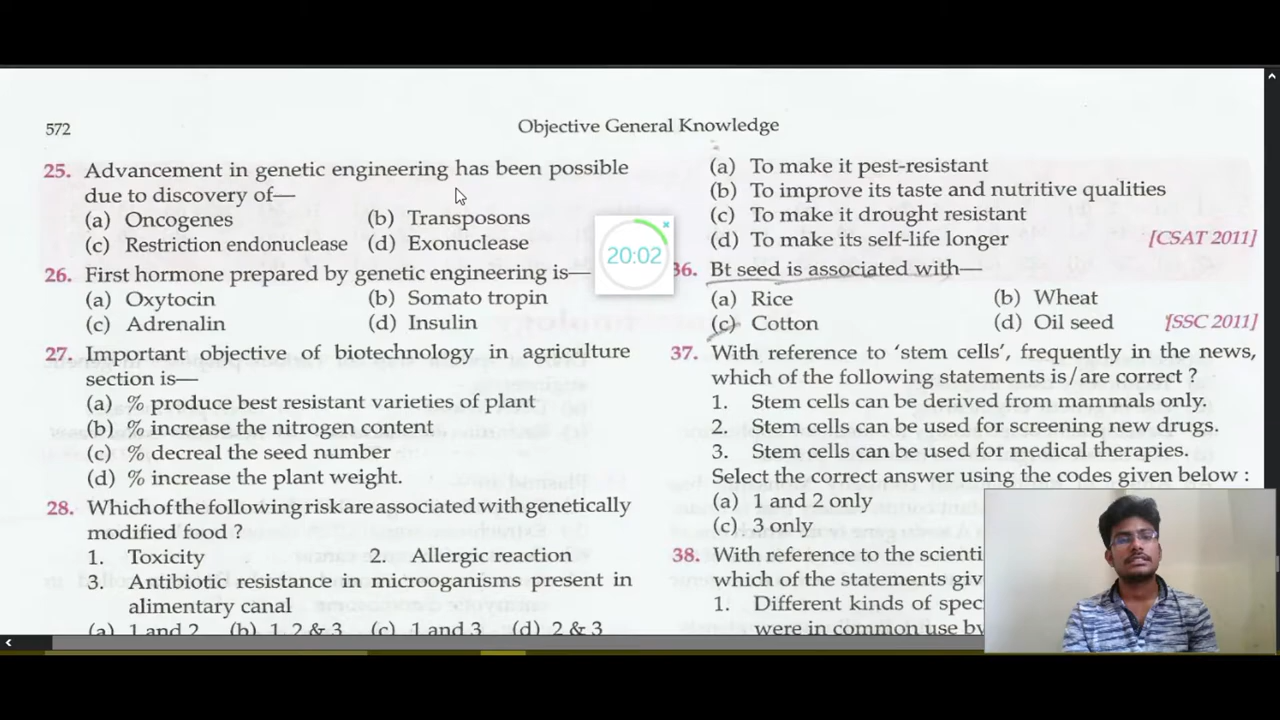 572
Objective General Knowledge
25. Advancement in genetic engineering has been possible
due to discovery of—
(a) Oncogenes (b) Transposons
(c) Restriction endonuclease (d) Exonuclease
26. First hormone prepared by genetic engineering is—
(a) Oxytocin (b) Somato tropin
(c) Adrenalin (d) Insulin
27. Important objective of biotechnology in agriculture
section is—
(a) % produce best resistant varieties of plant
(b) % increase the nitrogen content
(c) % decreal the seed number
(d) % increase the plant weight.
28. Which of the following risk are associated with genetically
modified food ?
1. Toxicity 2. Allergic reaction
3. Antibiotic resistance in microoganisms present in
alimentary canal
(a) 1 and 2 (b) 1, 2 & 3 (c) 1 and 3 (d) 2 & 3
20:02
(a) To make it pest-resistant
(b) To improve its taste and nutritive qualities
(c) To make it drought resistant
(d) To make its self-life longer [CSAT 2011]
36. Bt seed is associated with—
(a) Rice (b) Wheat
(c) Cotton (d) Oil seed [SSC 2011]
37. With reference to 'stem cells', frequently in the news,
which of the following statements is/are correct ?
1. Stem cells can be derived from mammals only.
2. Stem cells can be used for screening new drugs.
3. Stem cells can be used for medical therapies.
Select the correct answer using the codes given below :
(a) 1 and 2 only
(c) 3 only
38. With reference to the scienti
which of the statements giv
1. Different kinds of spec
were in common use by